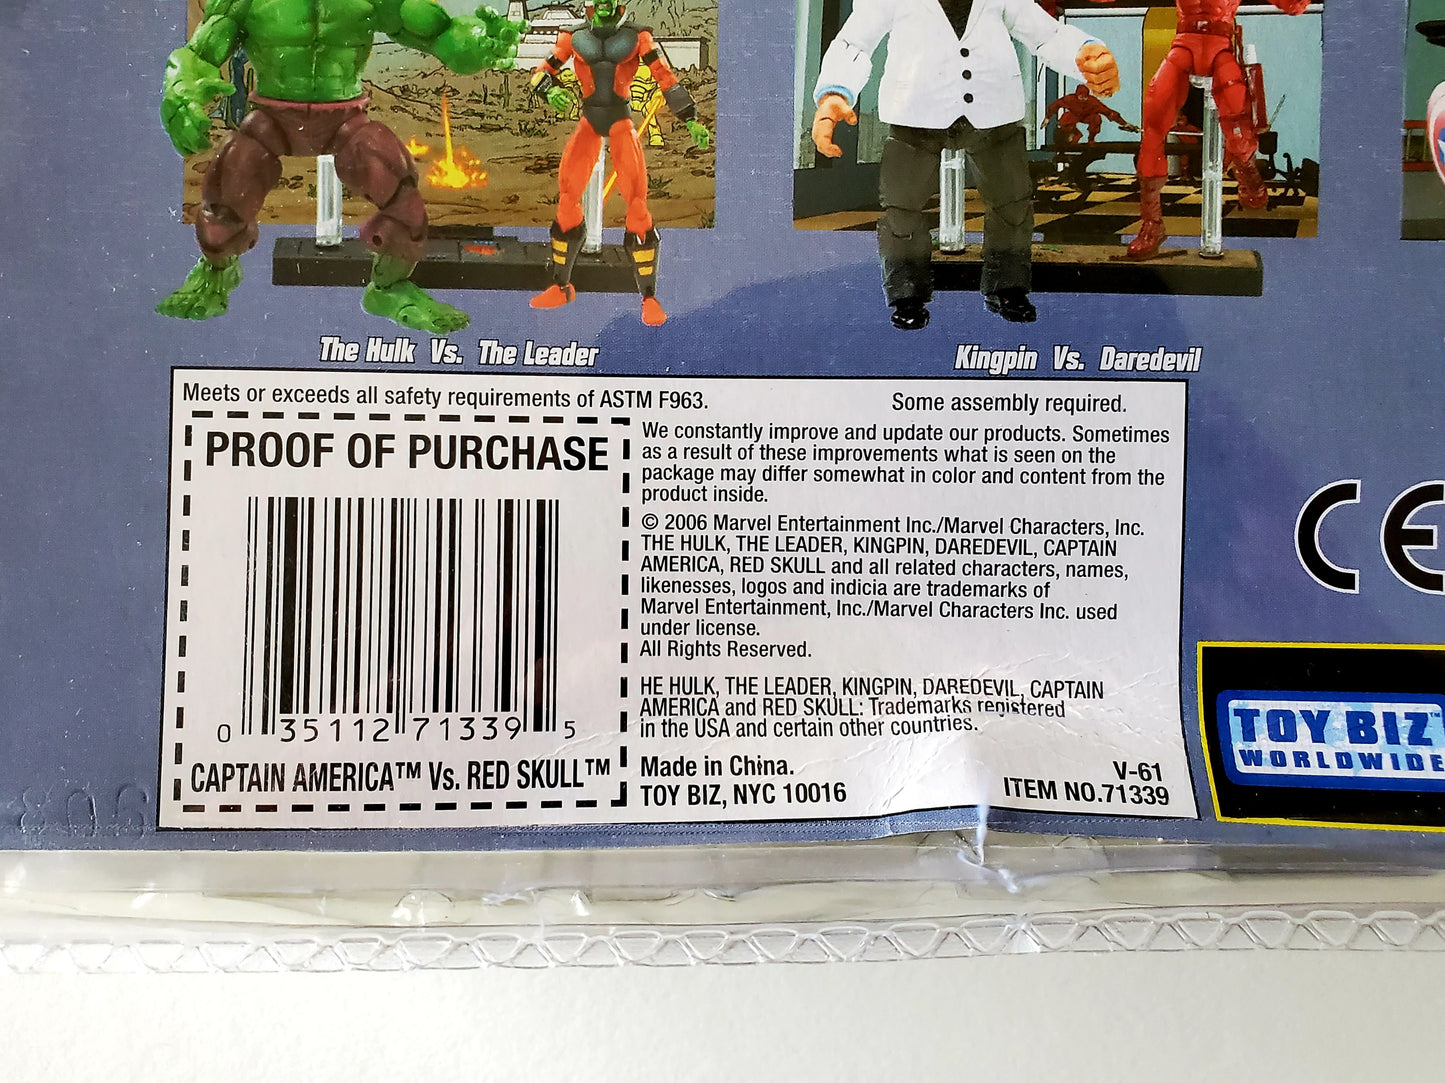 The Hulk Vs. The Leader
Kingpin Vs. Daredevil
Meets or exceeds all safety requirements of ASTM F963.
Some assembly required.
PROOF OF PURCHASE
0 35112 71339 5
CAPTAIN AMERICA™ Vs. RED SKULL™
We constantly improve and update our products. Sometimes
as a result of these improvements what is seen on the
package may differ somewhat in color and content from the
product inside.
© 2006 Marvel Entertainment Inc./Marvel Characters, Inc.
THE HULK, THE LEADER, KINGPIN, DAREDEVIL, CAPTAIN
AMERICA, RED SKULL and all related characters, names,
likenesses, logos and indicia are trademarks of
Marvel Entertainment, Inc./Marvel Characters Inc. used
under license.
All Rights Reserved.
HE HULK, THE LEADER, KINGPIN, DAREDEVIL, CAPTAIN
AMERICA and RED SKULL: Trademarks registered
in the USA and certain other countries.
Made in China.
TOY BIZ, NYC 10016
V-61
ITEM NO.71339
CE
TOY BIZ™
WORLDWIDE